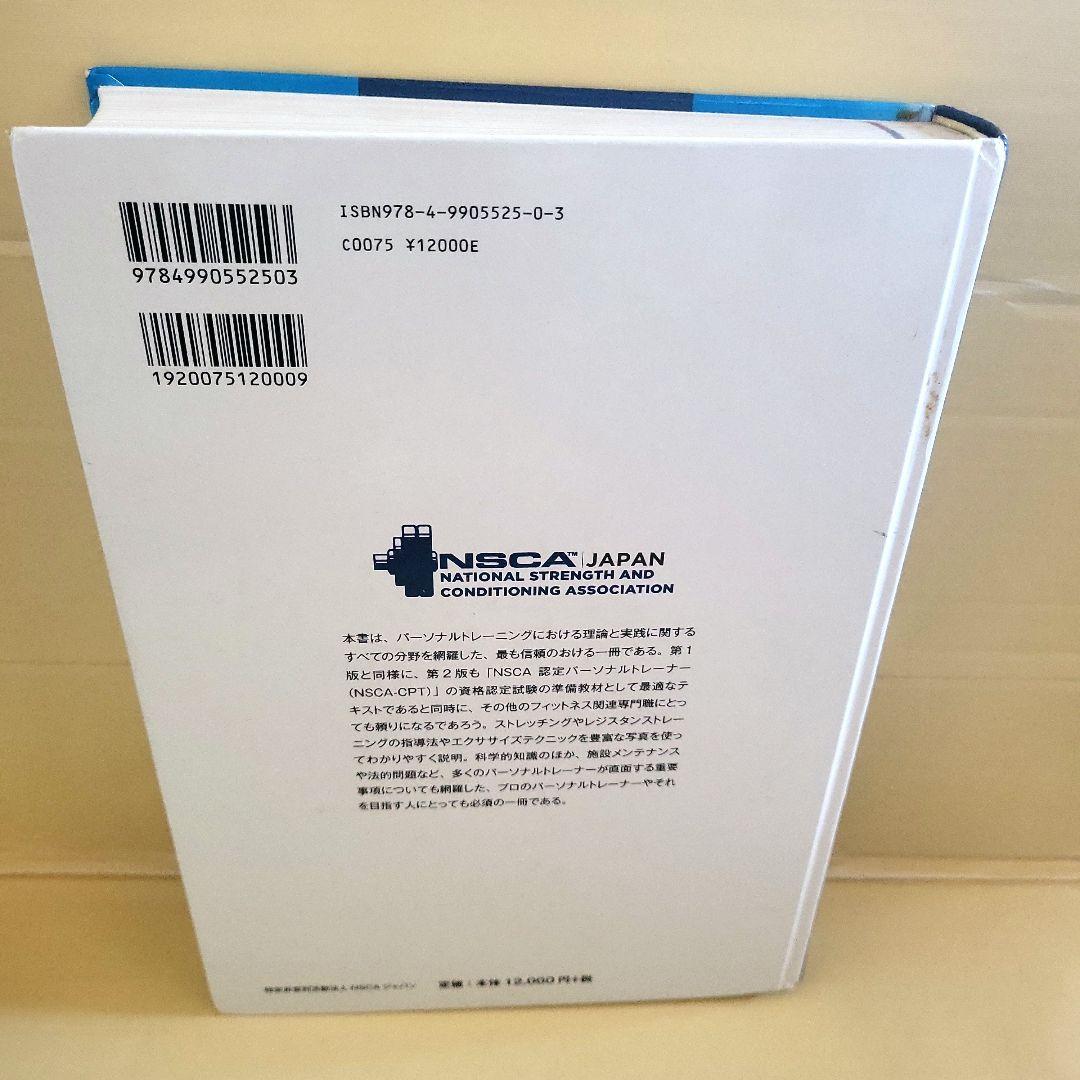 ISBN978-4-9905525-0-3
C0075 ¥12000E
9784990552503
1920075120009
NSCA™ JAPAN
NATIONAL STRENGTH AND
CONDITIONING ASSOCIATION
本書は、パーソナルトレーニングにおける理論と実践に関する
すべての分野を網羅した、最も信頼のおける一冊である。第1
版と同様に、第2版も「NSCA 認定パーソナルトレーナー
(NSCA-CPT)」の資格認定試験の準備教材として最適なテ
キストであると同時に、その他のフィットネス関連専門職にとっ
ても頼りになるであろう。ストレッチングやレジスタンストレー
ニングの指導法やエクササイズテクニックを豊富な写真を使っ
てわかりやすく説明。科学的知識のほか、施設メンテナンス
や法的問題など、多くのパーソナルトレーナーが直面する重要
事項についても網羅した、プロのパーソナルトレーナーやそれ
を目指す人にとっても必須の一冊である。
特定非営利活動法人 NSCA ジャパン
定価：本体 12,000 円+税